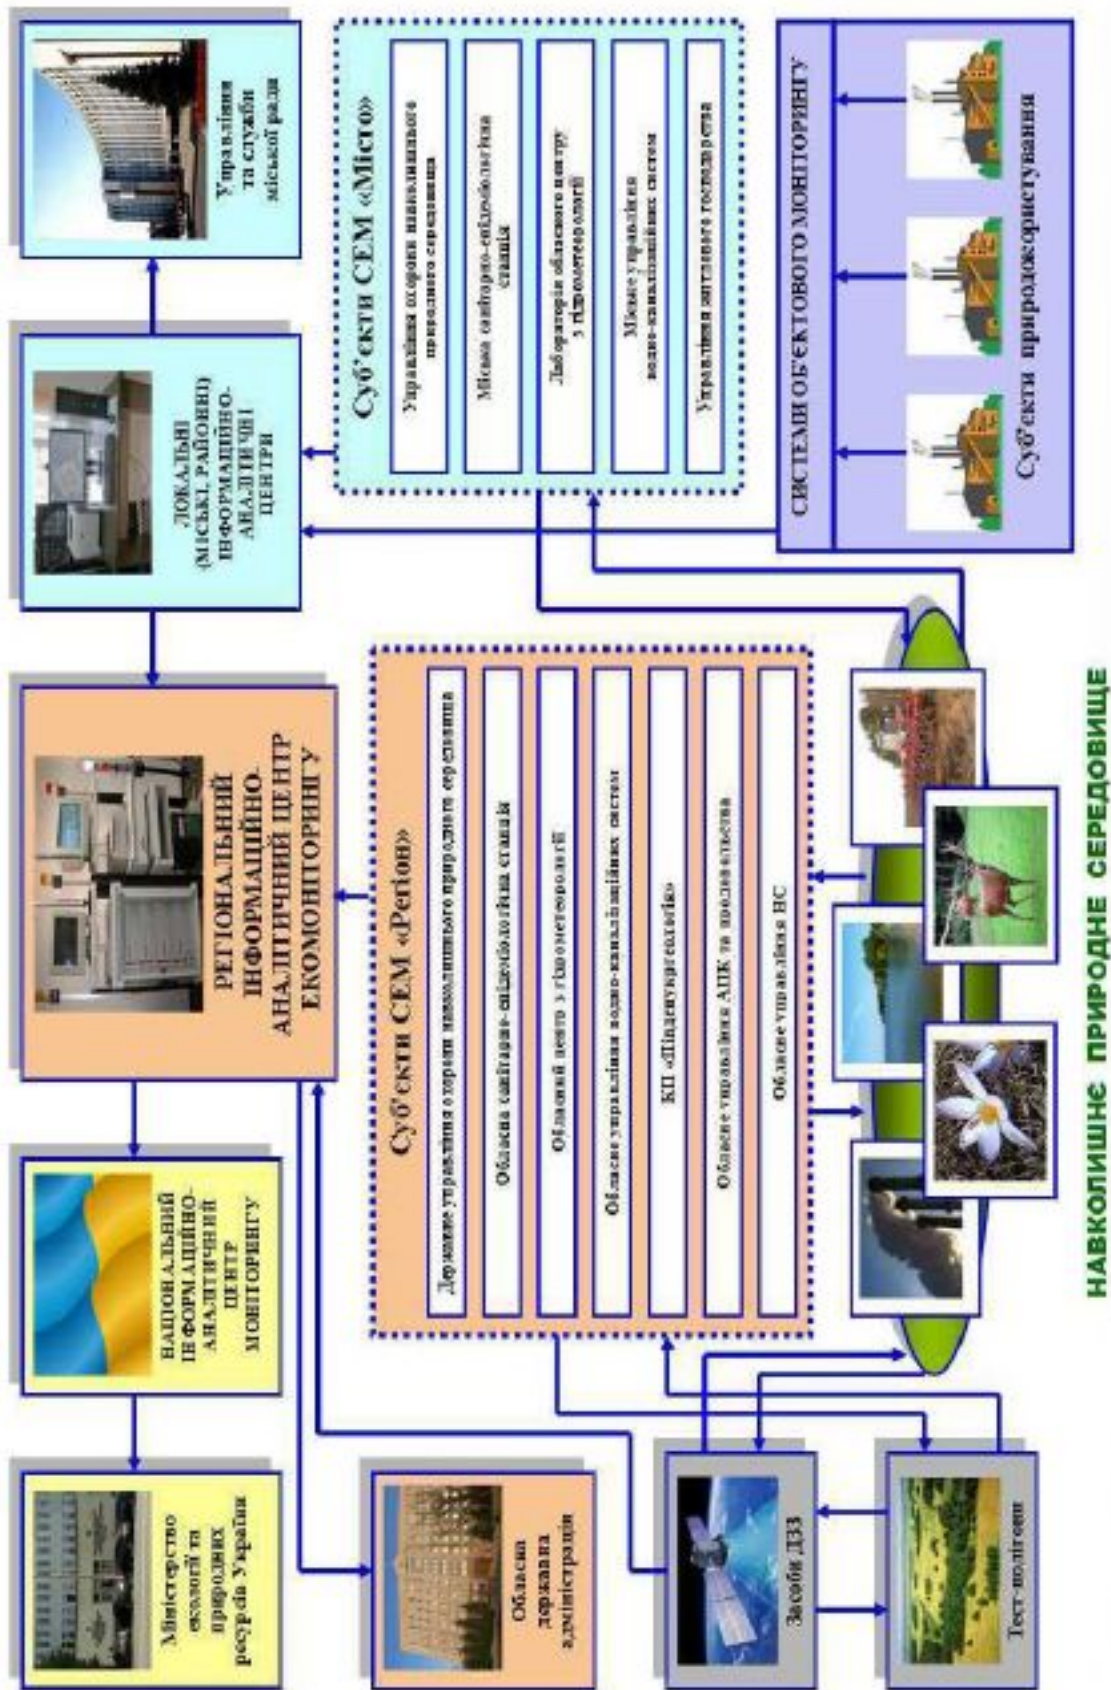 Міністерство
екології та
природних
ресурсів України
НАЦІОНАЛЬНИЙ
ІНФОРМАЦІЙНО-
АНАЛІТИЧНИЙ
ЦЕНТР
МОНІТОРИНГУ
РЕГІОНАЛЬНИЙ
ІНФОРМАЦІЙНО-
АНАЛІТИЧНИЙ ЦЕНТР
ЕКОМОНІТОРИНГУ
ЛОКАЛЬНІ
(МІСЬКІ, РАЙОННІ)
ІНФОРМАЦІЙНО-
АНАЛІТИЧНІ
ЦЕНТРИ
Управління
та служби
міської ради
Обласна
державна
адміністрація
Суб'єкти СЕМ «Регіон»
Державне управління охорони навколишнього природного середовища
Обласна санітарно-епідеміологічна станція
Обласний центр з гідрометеорології
Обласне управління водно-каналізаційних систем
КП «Південукргеологія»
Обласне управління АПК та продовольства
Обласне управління НС
Суб'єкти СЕМ «Місто»
Управління охорони навколишнього
природного середовища
Міська санітарно-епідеміологічна
станція
Лабораторія обласного центру
з гідрометеорології
Міське управління
водно-каналізаційних систем
Управління житлового господарства
Засоби ДЗЗ
Тест-полігони
СИСТЕМИ ОБ'ЄКТОВОГО МОНІТОРИНГУ
Суб'єкти природокористування
НАВКОЛИШНЄ ПРИРОДНЕ СЕРЕДОВИЩЕ